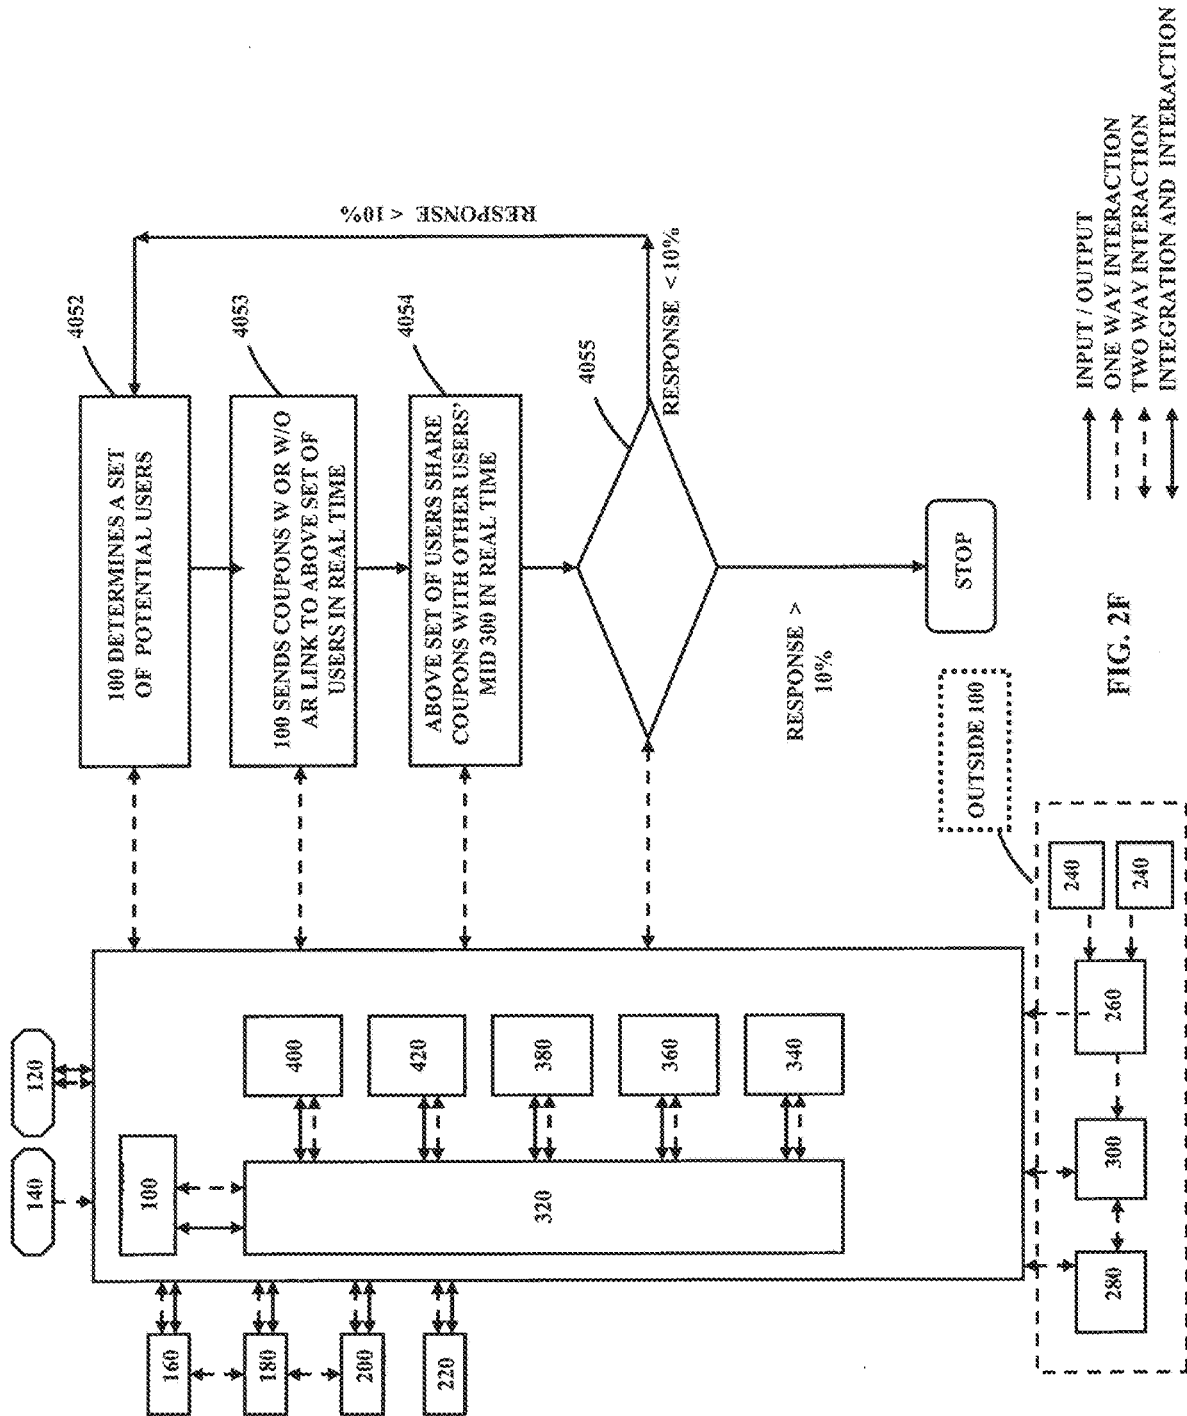 120
140
100
160
180
200
220
320
400
420
380
360
340
100 DETERMINES A SET
OF POTENTIAL USERS
4052
100 SENDS COUPONS W OR W/O
AR LINK TO ABOVE SET OF
USERS IN REAL TIME
4053
ABOVE SET OF USERS SHARE
COUPONS WITH OTHER USERS'
MID 300 IN REAL TIME
4054
4055
RESPONSE < 10%
RESPONSE < 10%
RESPONSE >
10%
STOP
OUTSIDE 100
240
240
260
300
280
FIG. 2F
INPUT / OUTPUT
ONE WAY INTERACTION
TWO WAY INTERACTION
INTEGRATION AND INTERACTION